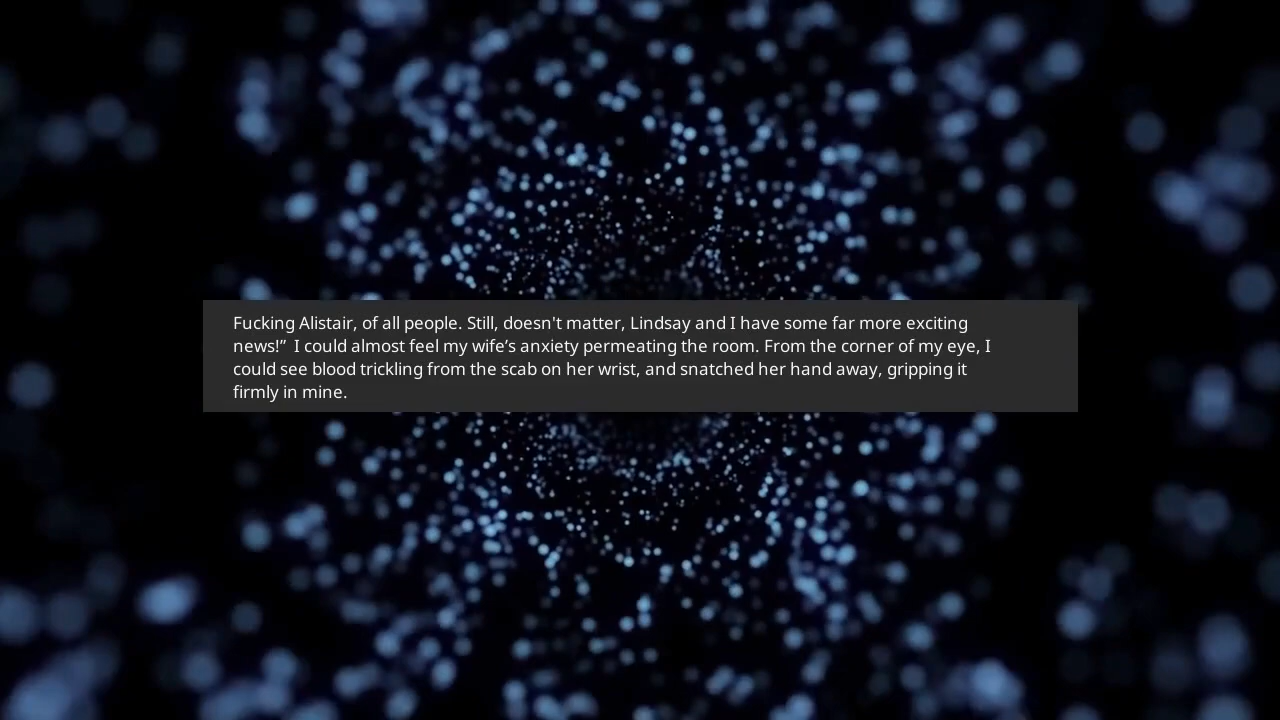 Fucking Alistair, of all people. Still, doesn't matter, Lindsay and I have some far more exciting
news!”  I could almost feel my wife’s anxiety permeating the room. From the corner of my eye, I
could see blood trickling from the scab on her wrist, and snatched her hand away, gripping it
firmly in mine.